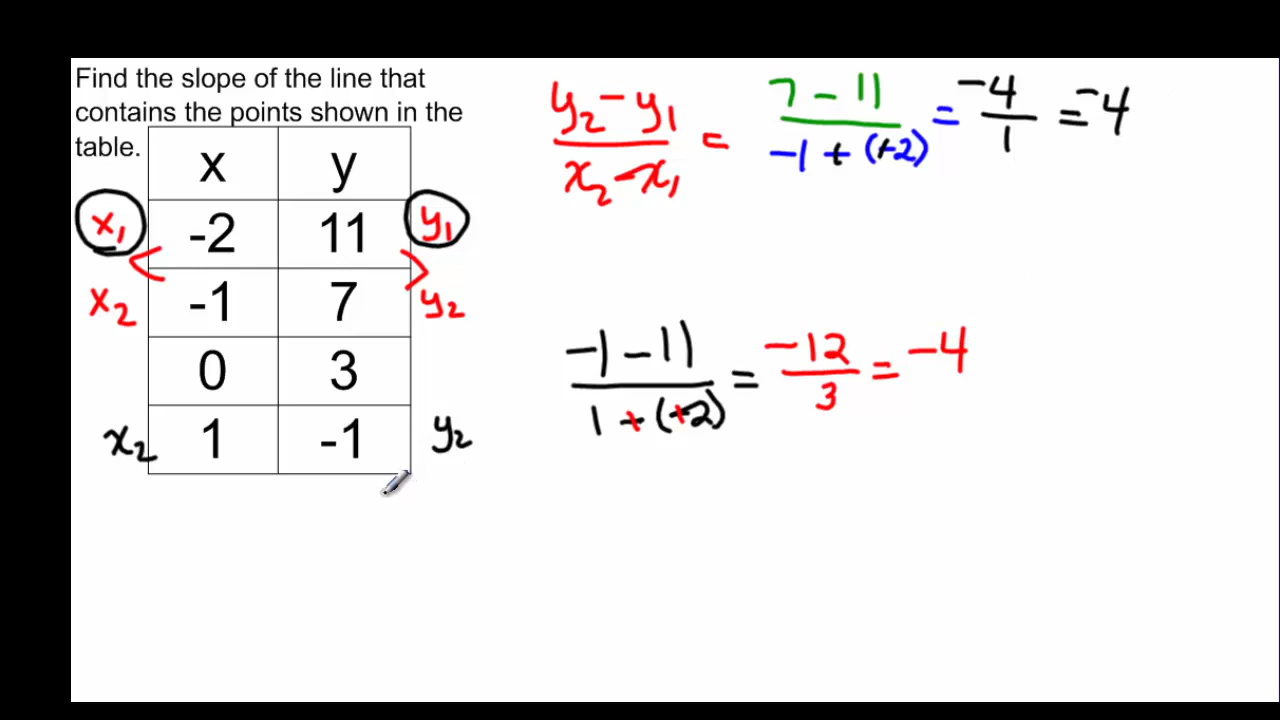 Find the slope of the line that
contains the points shown in the
table.
x y
x₁ -2 11 y₁
x₂ -1 7 y₂
0 3
x₂ 1 -1 y₂
y₂ - y₁ / x₂ - x₁ = 7 - 11 / -1 + (+2) = -4 / 1 = -4
-1 - 11 / 1 + (+2) = -12 / 3 = -4